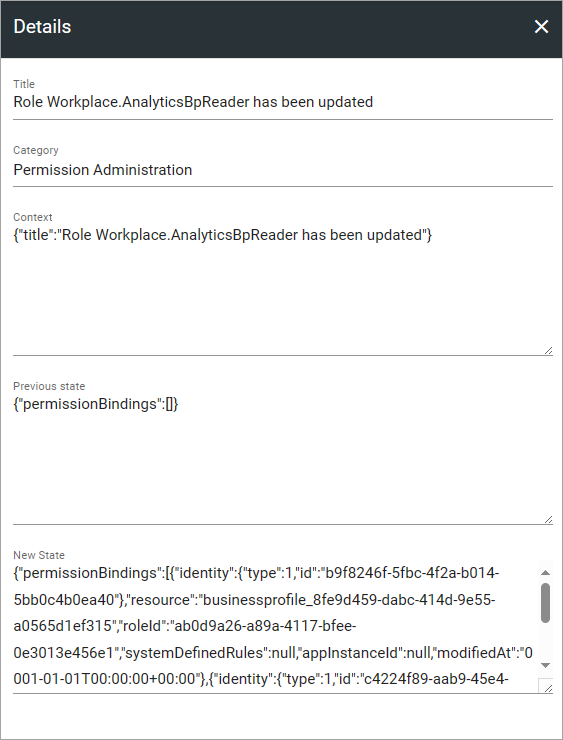 Details
Title
Role Workplace.AnalyticsBpReader has been updated
Category
Permission Administration
Context
{"title":"Role Workplace.AnalyticsBpReader has been updated"}
Previous state
{"permissionBindings":[]}
New State
{"permissionBindings":[{"identity":{"type":1,"id":"b9f8246f-5fbc-4f2a-b014-
5bb0c4b0ea40"},"resource":"businessprofile_8fe9d459-dabc-414d-9e55-
a0565d1ef315","roleId":"ab0d9a26-a89a-4117-bfee-
0e3013e456e1","systemDefinedRules":null,"appInstanceId":null,"modifiedAt":"0
001-01-01T00:00:00+00:00"},{"identity":{"type":1,"id":"c4224f89-aab9-45e4-